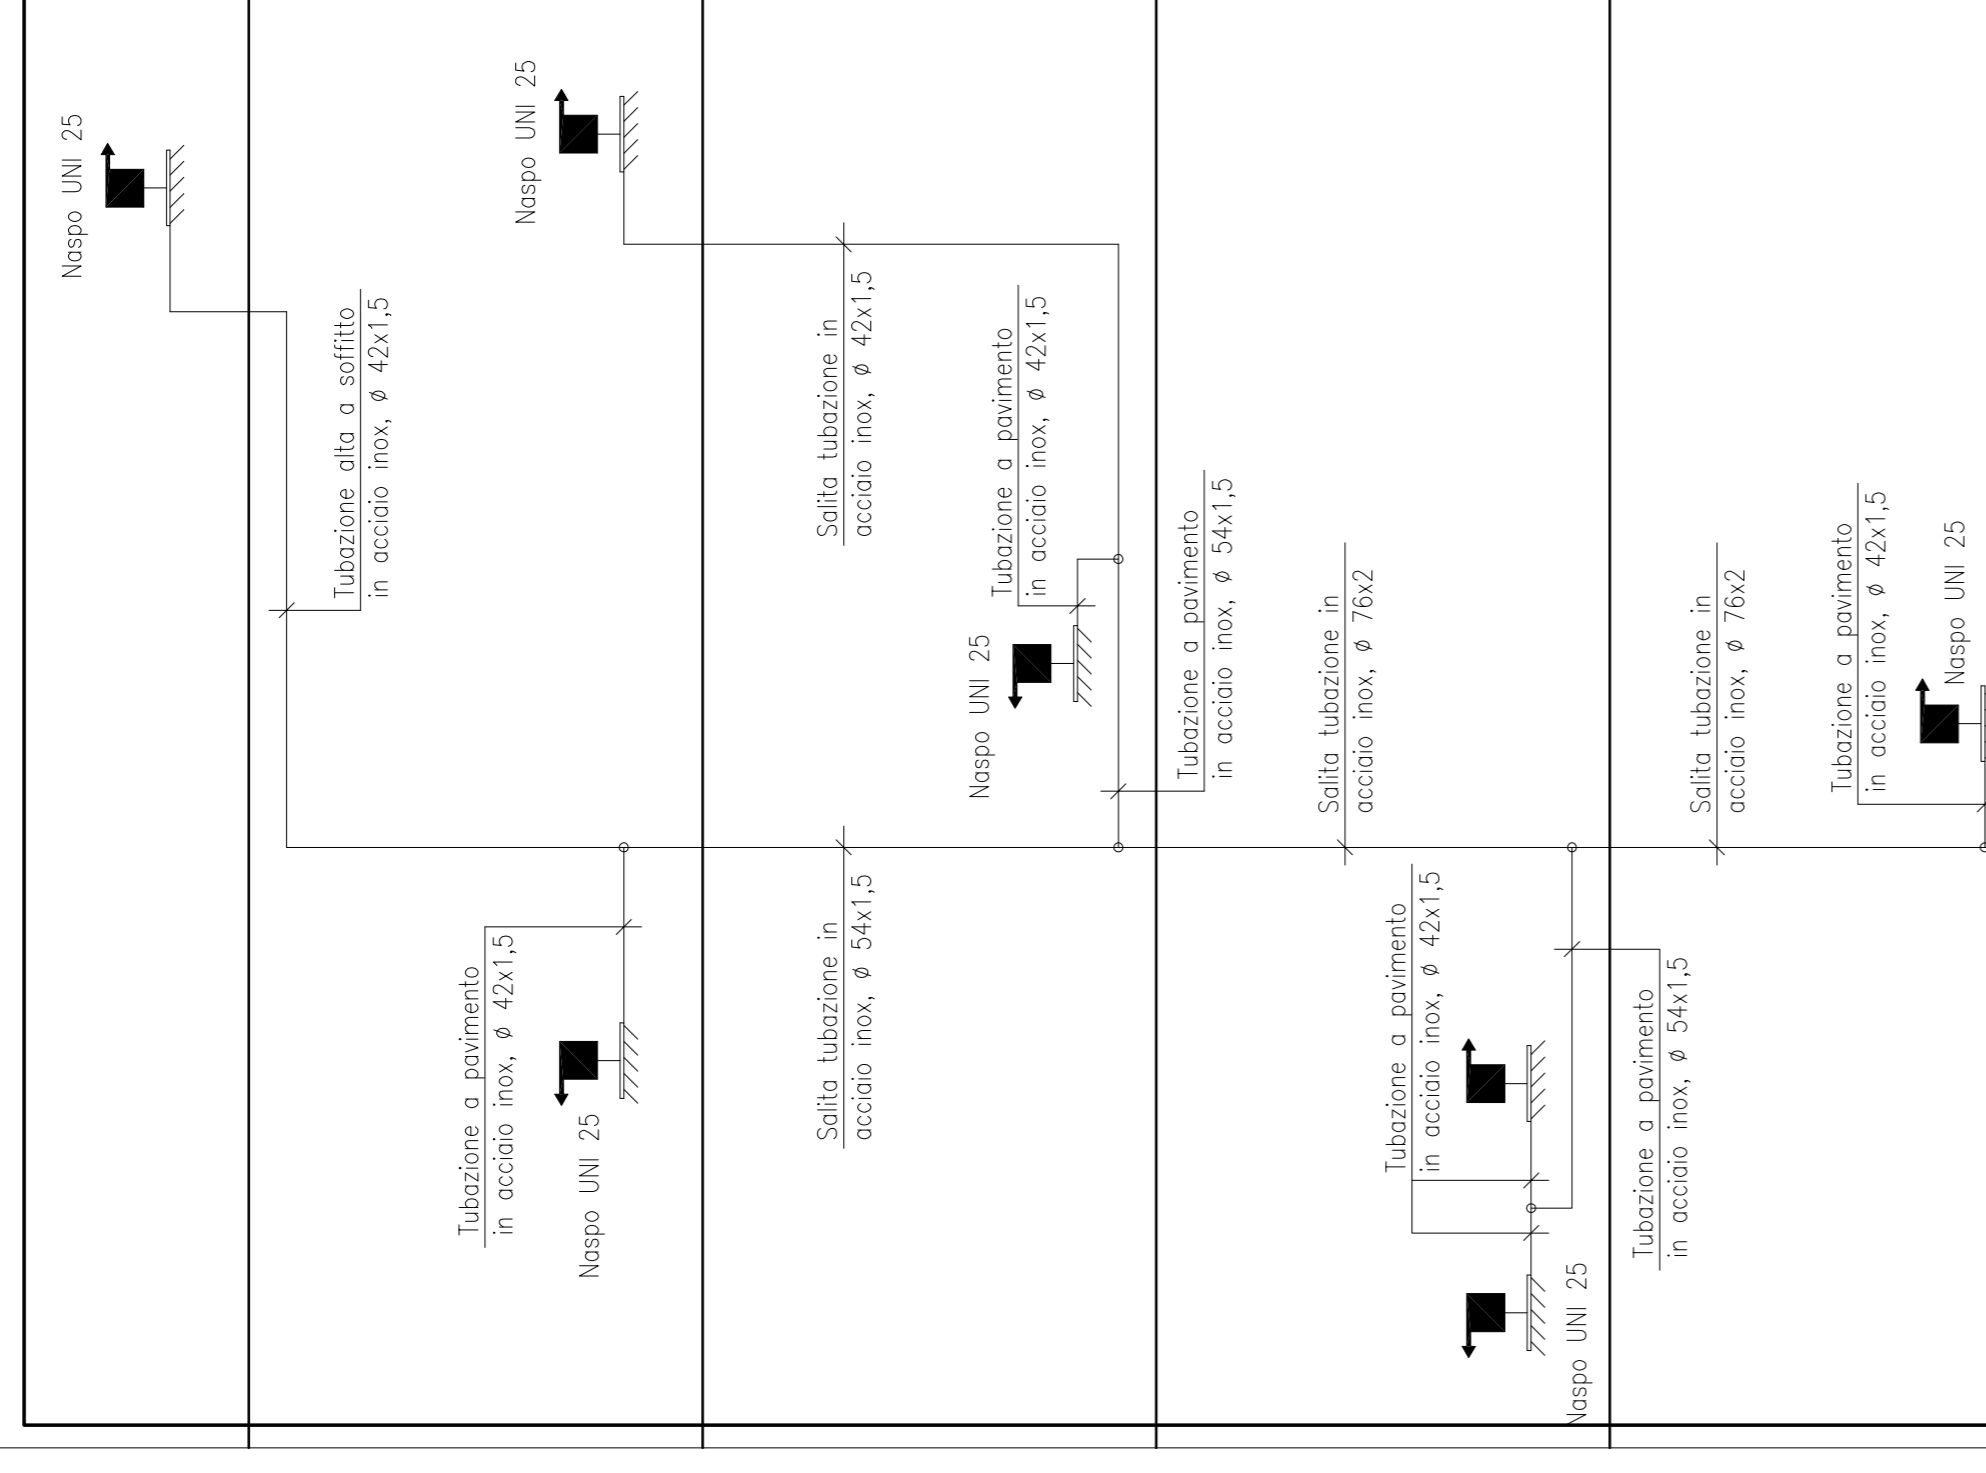 Naspo UNI 25
Tubazione alta a soffitto
in acciaio inox, ø 42x1,5
Naspo UNI 25
Tubazione a pavimento
in acciaio inox, ø 42x1,5
Naspo UNI 25
Salita tubazione in
acciaio inox, ø 42x1,5
Salita tubazione in
acciaio inox, ø 54x1,5
Naspo UNI 25
Tubazione a pavimento
in acciaio inox, ø 42x1,5
Tubazione a pavimento
in acciaio inox, ø 54x1,5
Salita tubazione in
acciaio inox, ø 76x2
Tubazione a pavimento
in acciaio inox, ø 42x1,5
Naspo UNI 25
Tubazione a pavimento
in acciaio inox, ø 54x1,5
Salita tubazione in
acciaio inox, ø 76x2
Tubazione a pavimento
in acciaio inox, ø 42x1,5
Naspo UNI 25